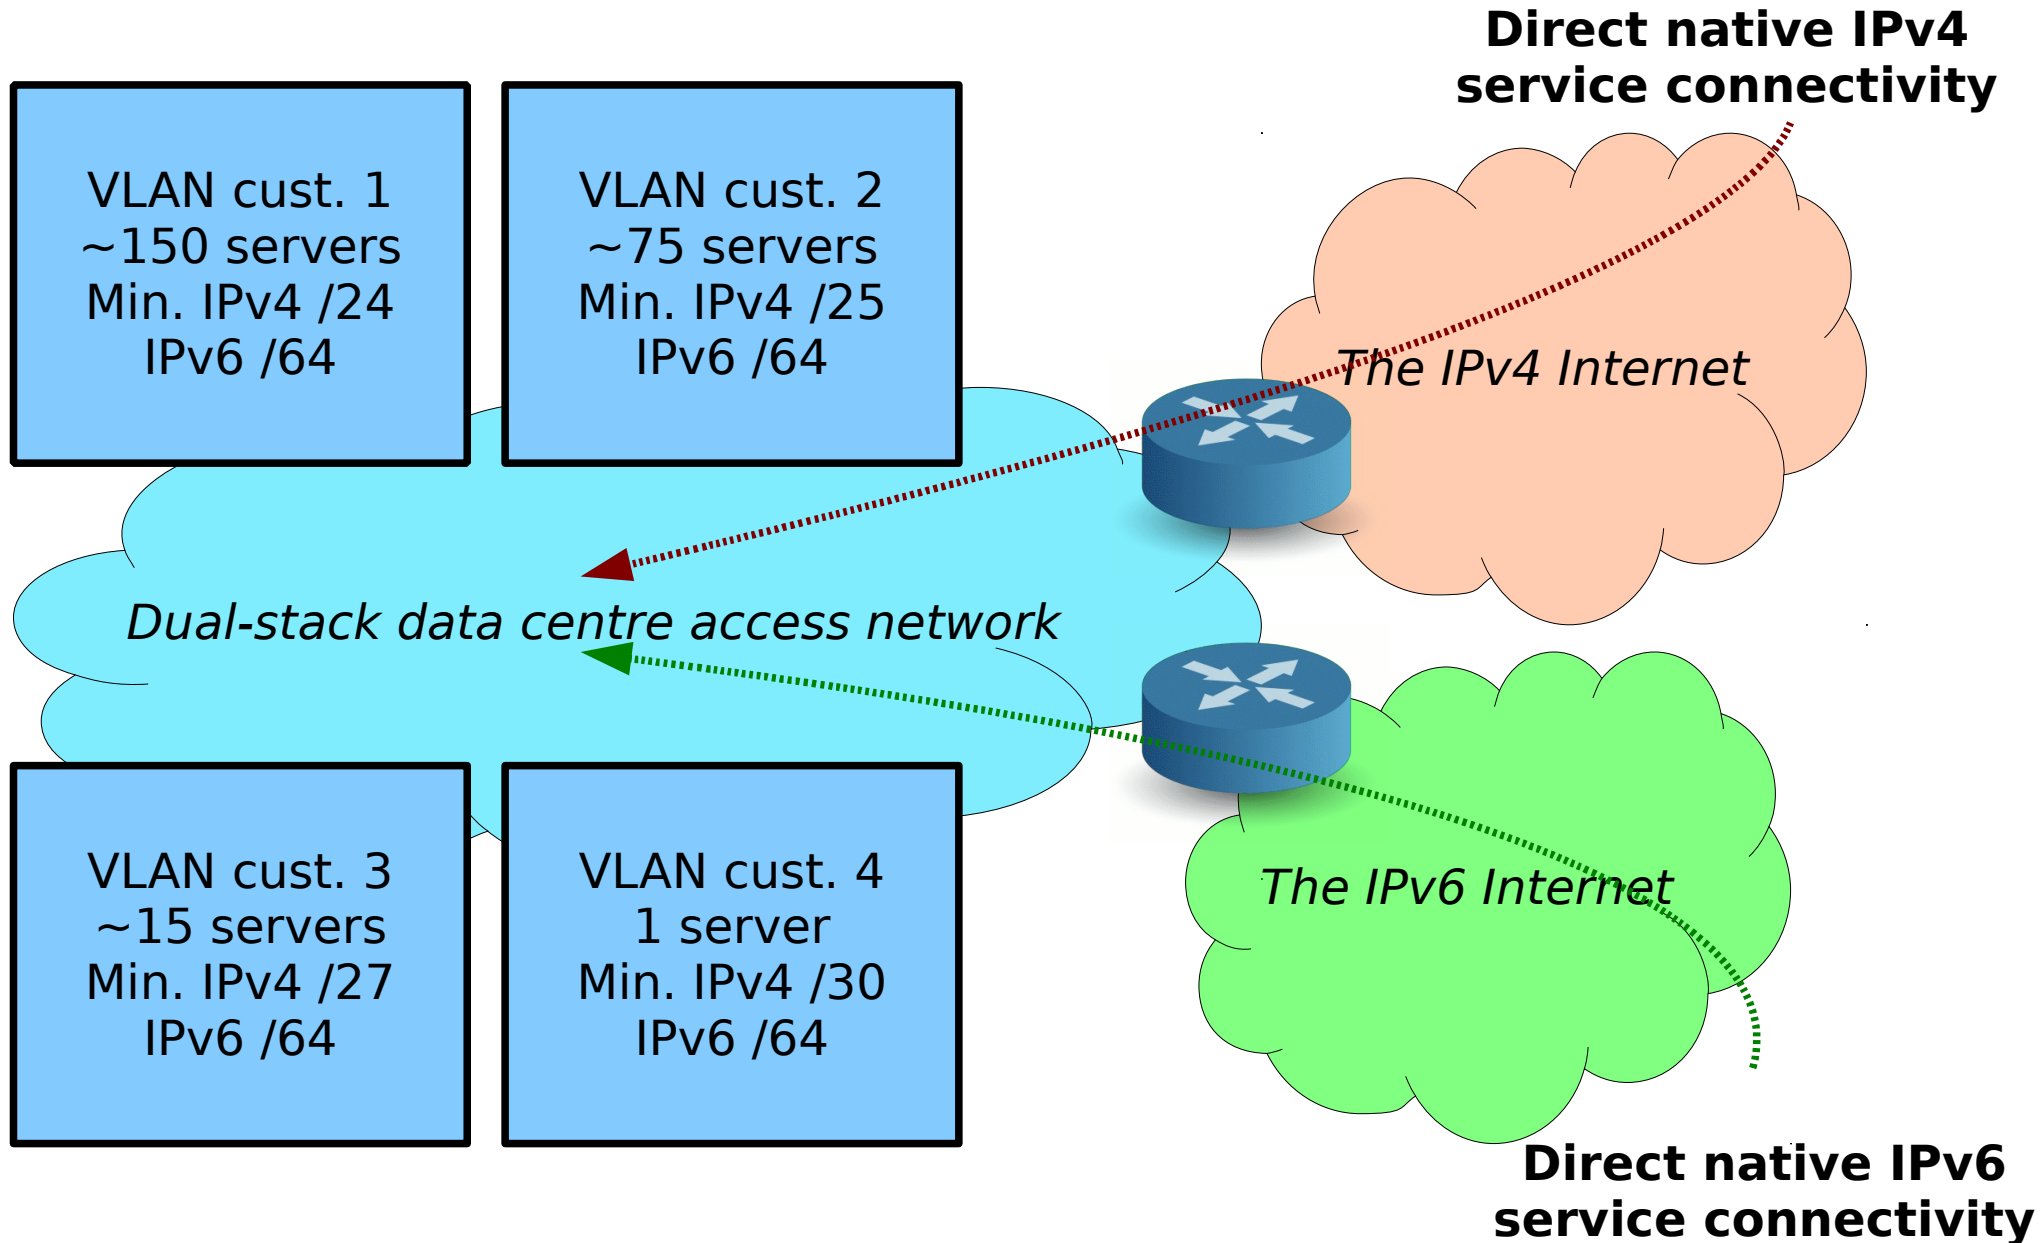 Direct native IPv4
service connectivity
VLAN cust. 1
~150 servers
Min. IPv4 /24
IPv6 /64
VLAN cust. 2
~75 servers
Min. IPv4 /25
IPv6 /64
The IPv4 Internet
Dual-stack data centre access network
VLAN cust. 3
~15 servers
Min. IPv4 /27
IPv6 /64
VLAN cust. 4
1 server
Min. IPv4 /30
IPv6 /64
The IPv6 Internet
Direct native IPv6
service connectivity